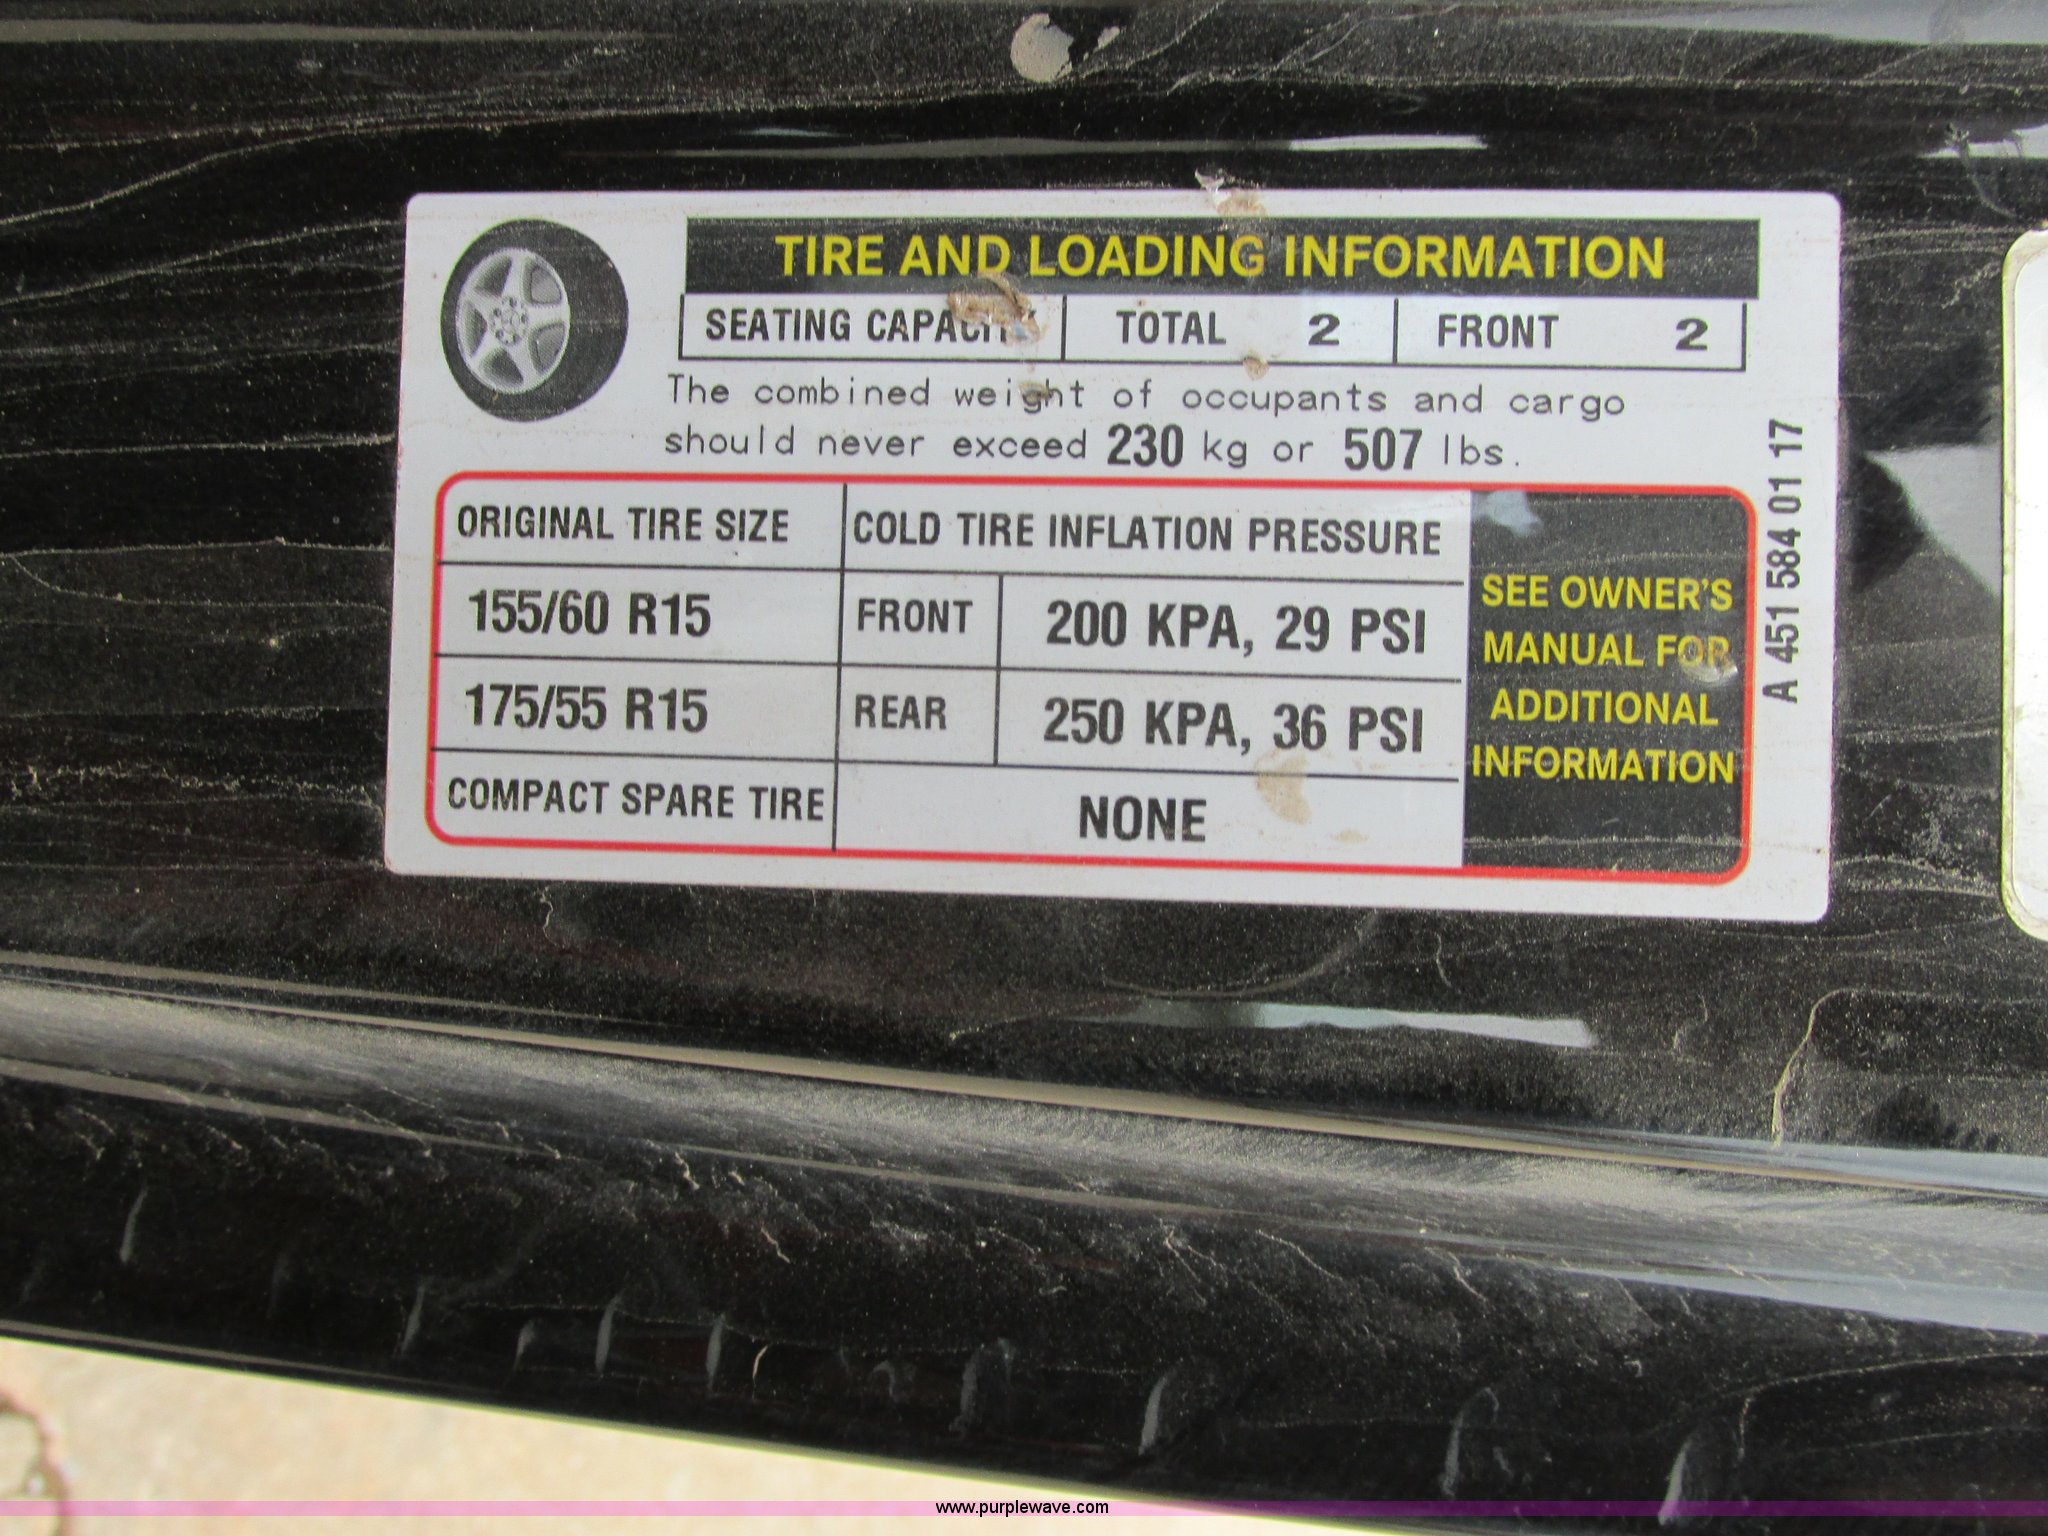 TIRE AND LOADING INFORMATION
SEATING CAPACITY TOTAL 2 FRONT 2
The combined weight of occupants and cargo
should never exceed 230 kg or 507 lbs.
ORIGINAL TIRE SIZE COLD TIRE INFLATION PRESSURE
155/60 R15 FRONT 200 KPA, 29 PSI
175/55 R15 REAR 250 KPA, 36 PSI
COMPACT SPARE TIRE NONE
SEE OWNER'S
MANUAL FOR
ADDITIONAL
INFORMATION
A 451 584 01 17
www.purplewave.com